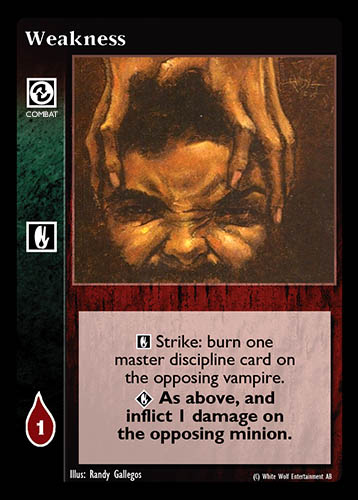 Weakness
COMBAT
Strike: burn one
master discipline card on
the opposing vampire.
As above, and
inflict 1 damage on
the opposing minion.
1
Illus: Randy Gallegos
(C) White Wolf Entertainment AB